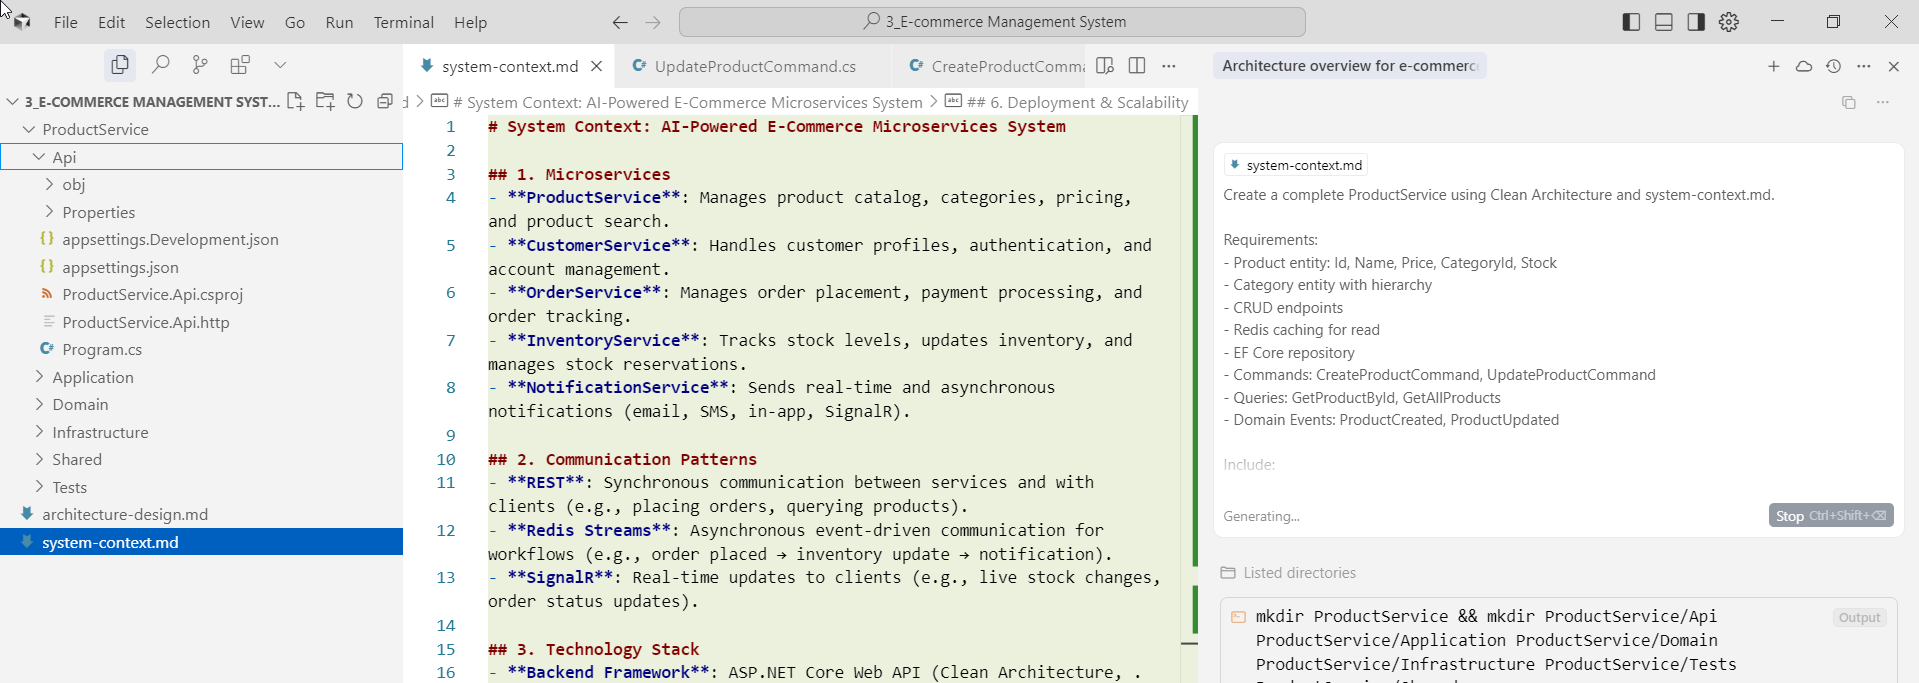 File Edit Selection View Go Run Terminal Help
3_E-commerce Management System
system-context.md
UpdateProductCommand.cs
CreateProductComma
Architecture overview for e-commerc
3_E-COMMERCE MANAGEMENT SYST...
ProductService
Api
obj
Properties
appsettings.Development.json
appsettings.json
ProductService.Api.csproj
ProductService.Api.http
Program.cs
Application
Domain
Infrastructure
Shared
Tests
architecture-design.md
system-context.md
# System Context: AI-Powered E-Commerce Microservices System > ## 6. Deployment & Scalability
1 # System Context: AI-Powered E-Commerce Microservices System
2
3 ## 1. Microservices
4 - **ProductService**: Manages product catalog, categories, pricing,
and product search.
5 - **CustomerService**: Handles customer profiles, authentication, and
account management.
6 - **OrderService**: Manages order placement, payment processing, and
order tracking.
7 - **InventoryService**: Tracks stock levels, updates inventory, and
manages stock reservations.
8 - **NotificationService**: Sends real-time and asynchronous
notifications (email, SMS, in-app, SignalR).
9
10 ## 2. Communication Patterns
11 - **REST**: Synchronous communication between services and with
clients (e.g., placing orders, querying products).
12 - **Redis Streams**: Asynchronous event-driven communication for
workflows (e.g., order placed → inventory update → notification).
13 - **SignalR**: Real-time updates to clients (e.g., live stock changes,
order status updates).
14
15 ## 3. Technology Stack
16 - **Backend Framework**: ASP.NET Core Web API (Clean Architecture, .
system-context.md
Create a complete ProductService using Clean Architecture and system-context.md.
Requirements:
- Product entity: Id, Name, Price, CategoryId, Stock
- Category entity with hierarchy
- CRUD endpoints
- Redis caching for read
- EF Core repository
- Commands: CreateProductCommand, UpdateProductCommand
- Queries: GetProductById, GetAllProducts
- Domain Events: ProductCreated, ProductUpdated
Include:
Generating...
Stop Ctrl+Shift+⌫
Listed directories
mkdir ProductService && mkdir ProductService/Api
Output
ProductService/Application ProductService/Domain
ProductService/Infrastructure ProductService/Tests